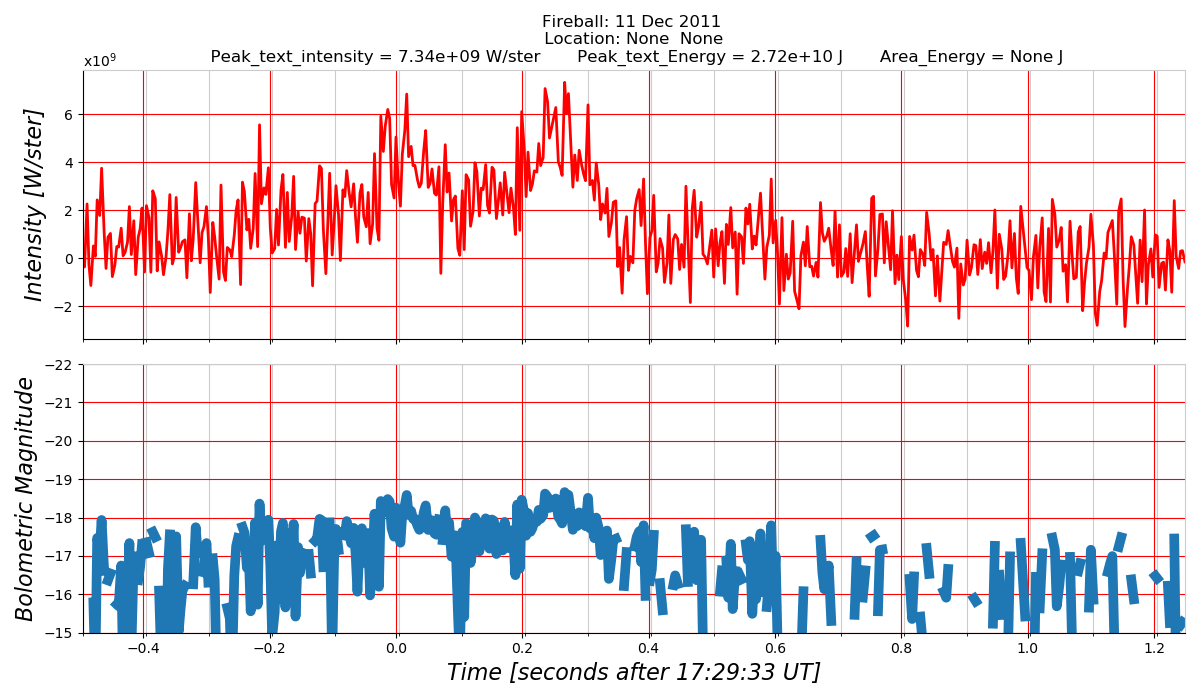 Fireball: 11 Dec 2011
Location: None  None
Peak_text_intensity = 7.34e+09 W/ster       Peak_text_Energy = 2.72e+10 J       Area_Energy = None J
x10⁹
Intensity [W/ster]
6
4
2
0
−2
Bolometric Magnitude
−22
−21
−20
−19
−18
−17
−16
−15
−0.4 −0.2 0.0 0.2 0.4 0.6 0.8 1.0 1.2
Time [seconds after 17:29:33 UT]